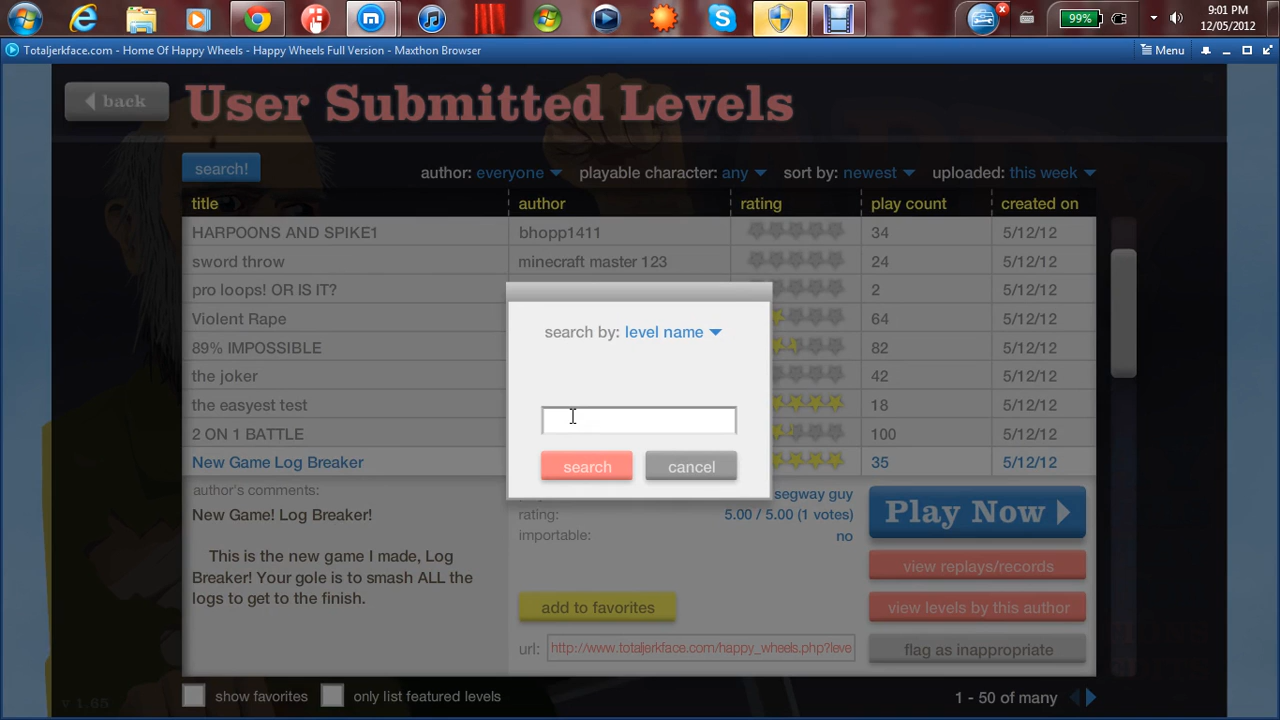 99%
9:01 PM
12/05/2012
Totaljerkface.com - Home Of Happy Wheels - Happy Wheels Full Version - Maxthon Browser
Menu
back
User Submitted Levels
search!
author: everyone
playable character: any
sort by: newest
uploaded: this week
title author rating play count created on
HARPOONS AND SPIKE1 bhopp1411 34 5/12/12
sword throw minecraft master 123 24 5/12/12
pro loops! OR IS IT? 2 5/12/12
Violent Rape 64 5/12/12
89% IMPOSSIBLE 82 5/12/12
the joker 42 5/12/12
the easyest test 18 5/12/12
2 ON 1 BATTLE 100 5/12/12
New Game Log Breaker 35 5/12/12
search by: level name
search
cancel
author's comments:
New Game! Log Breaker!
This is the new game I made, Log
Breaker! Your gole is to smash ALL the
logs to get to the finish.
segway guy
rating: 5.00 / 5.00 (1 votes)
importable: no
add to favorites
url: http://www.totaljerkface.com/happy_wheels.php?leve
Play Now
view replays/records
view levels by this author
flag as inappropriate
show favorites
only list featured levels
1 - 50 of many
v 1.65